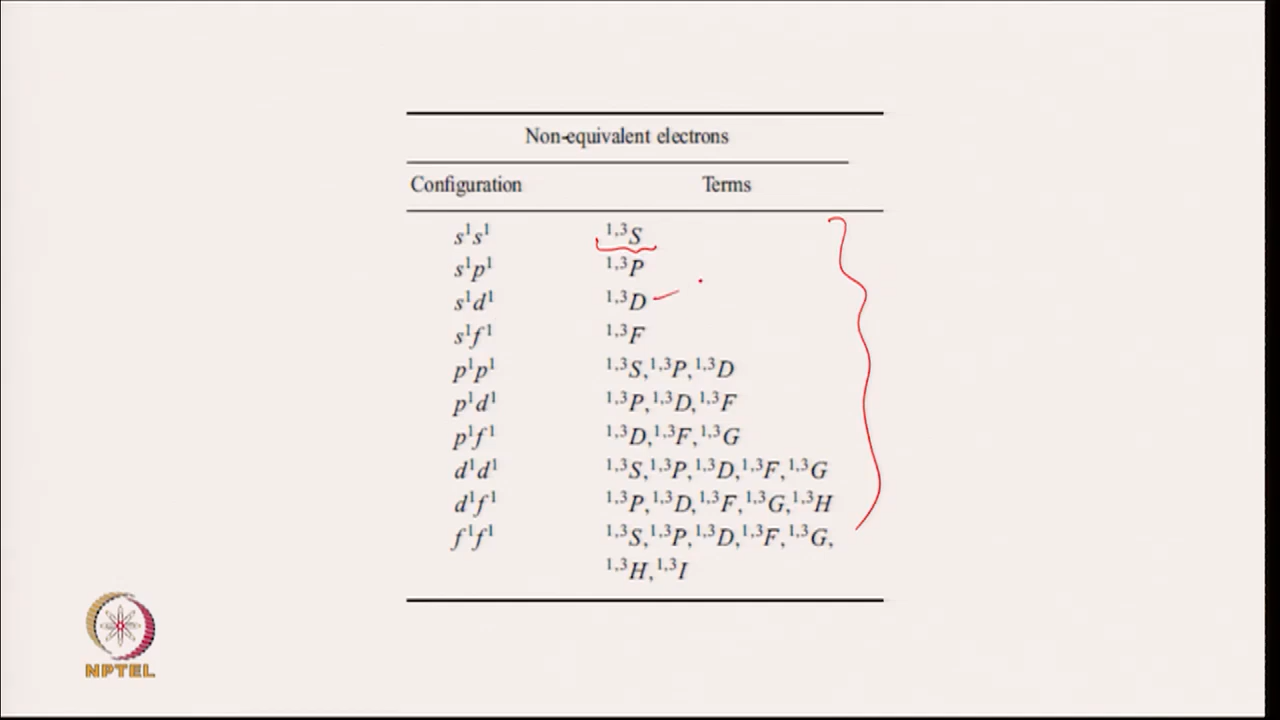 Non-equivalent electrons
Configuration Terms
s¹s¹ ¹,³S
s¹p¹ ¹,³P
s¹d¹ ¹,³D
s¹f¹ ¹,³F
p¹p¹ ¹,³S,¹,³P,¹,³D
p¹d¹ ¹,³P,¹,³D,¹,³F
p¹f¹ ¹,³D,¹,³F,¹,³G
d¹d¹ ¹,³S,¹,³P,¹,³D,¹,³F,¹,³G
d¹f¹ ¹,³P,¹,³D,¹,³F,¹,³G,¹,³H
f¹f¹ ¹,³S,¹,³P,¹,³D,¹,³F,¹,³G,
¹,³H,¹,³I
NPTEL